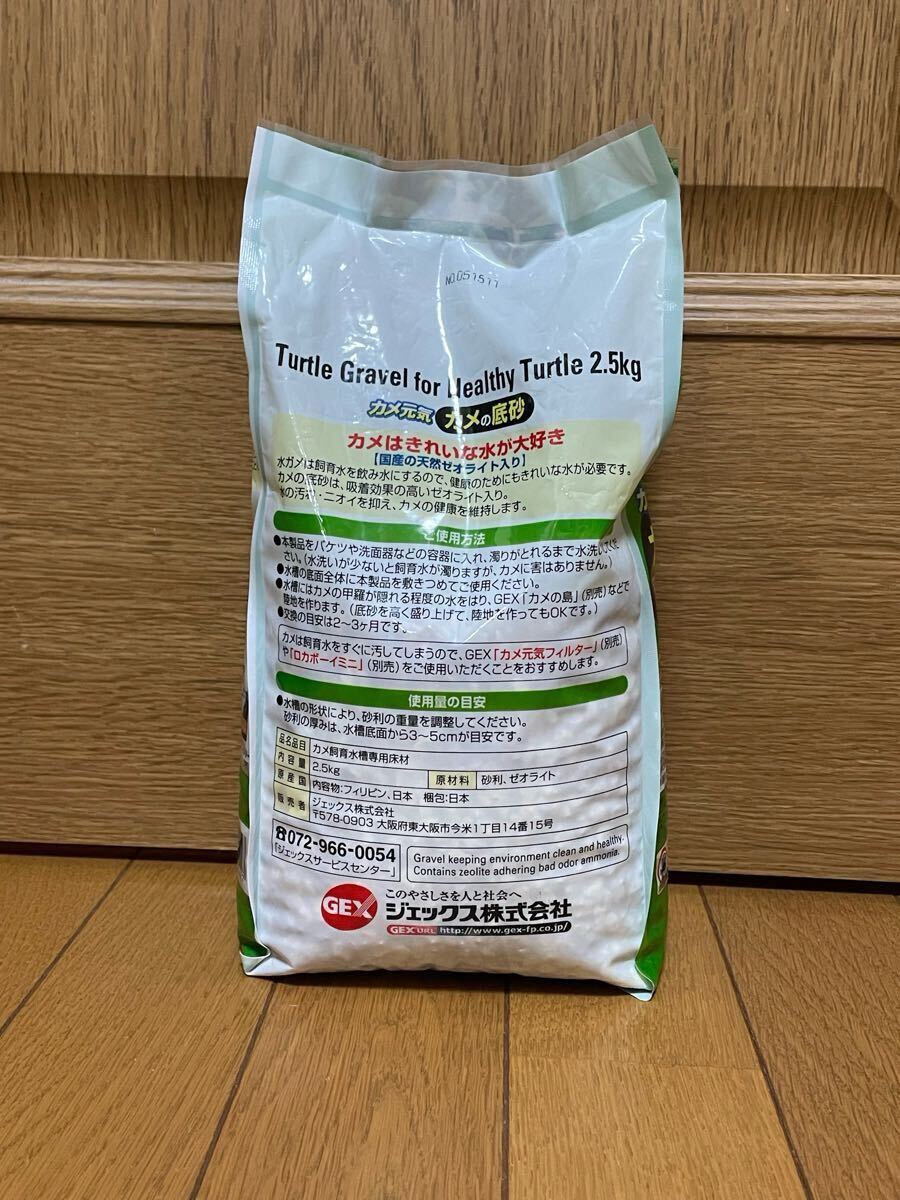 NO.051511
Turtle Gravel for Healthy Turtle 2.5kg
カメ元気 カメの底砂
カメはきれいな水が大好き
【国産の天然ゼオライト入り】
水ガメは飼育水を飲み水にするので、健康のためにもきれいな水が必要です。
カメの底砂は、吸着効果の高いゼオライト入り。
水の汚れ・ニオイを抑え、カメの健康を維持します。
ご使用方法
●本製品をバケツや洗面器などの容器に入れ、濁りがとれるまで水洗いしてくだ
さい。(水洗いが少ないと飼育水が濁りますが、カメに害はありません。)
●水槽の底面全体に本製品を敷きつめてご使用ください。
●水槽にはカメの甲羅が隠れる程度の水をはり、GEX「カメの島」(別売)などで
陸地を作ります。(底砂を高く盛り上げて、陸地を作ってもOKです。)
●交換の目安は2〜3ヶ月です。
カメは飼育水をすぐに汚してしまうので、GEX「カメ元気フィルター」(別売)
や「ロカボーイミニ」(別売)をご使用いただくことをおすすめします。
使用量の目安
●水槽の形状により、砂利の重量を調整してください。
砂利の厚みは、水槽底面から3〜5cmが目安です。
品名品目 カメ飼育水槽専用床材
内容量 2.5kg 原材料 砂利、ゼオライト
原産国 内容物:フィリピン、日本 梱包:日本
販売者 ジェックス株式会社
〒578-0903 大阪府東大阪市今米1丁目14番15号
☎072-966-0054
「ジェックスサービスセンター」
Gravel keeping environment clean and healthy.
Contains zeolite adhering bad odor ammonia.
このやさしさを人と社会へ
GEX ジェックス株式会社
GEX URL http://www.gex-fp.co.jp/